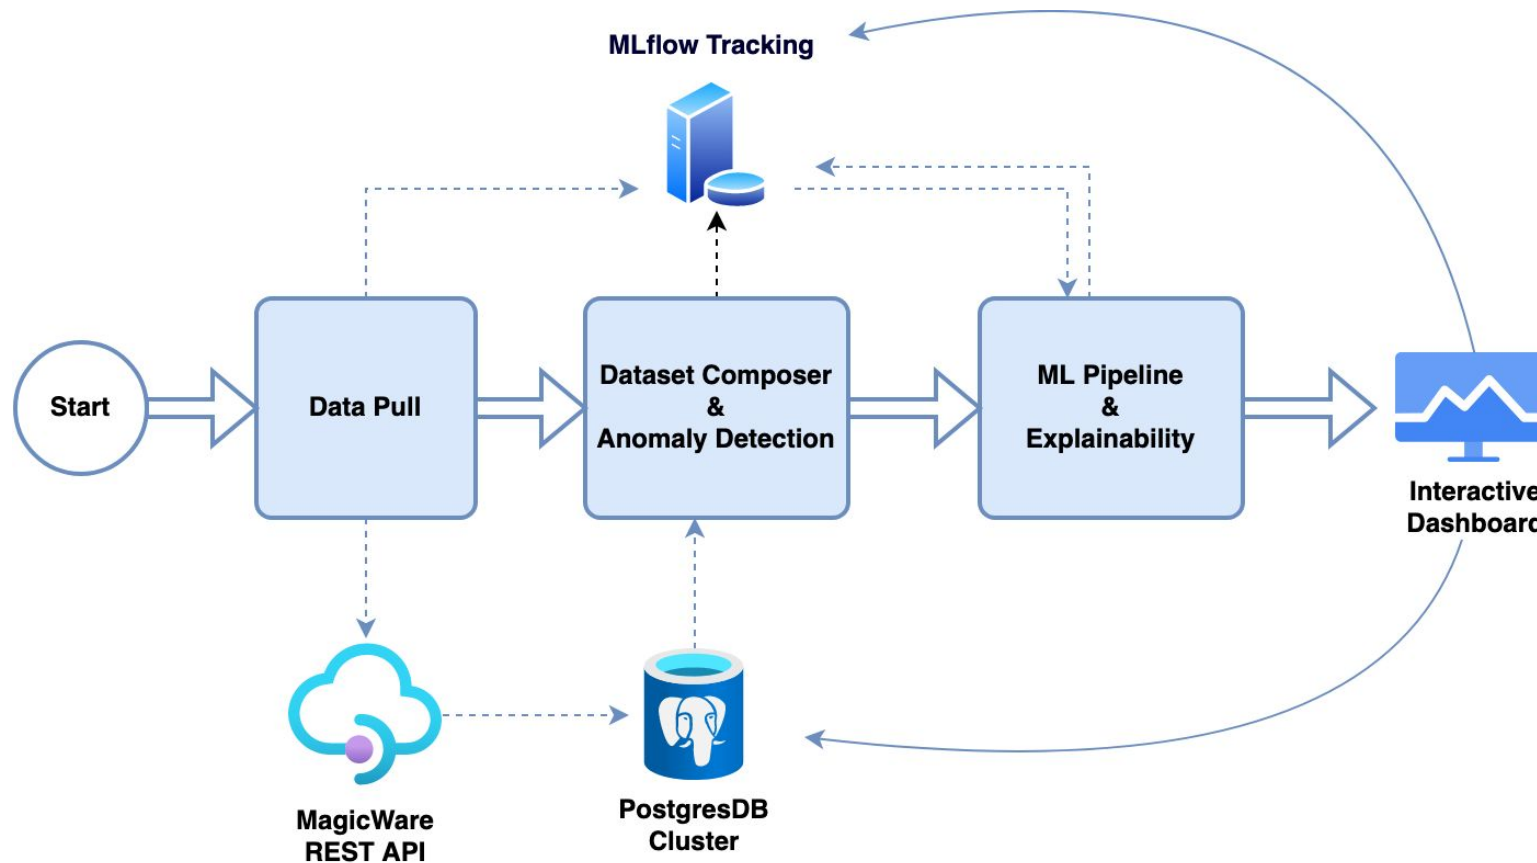 MLflow Tracking
Start
Data Pull
Dataset Composer
&
Anomaly Detection
ML Pipeline
&
Explainability
Interactive
Dashboard
MagicWare
REST API
PostgresDB
Cluster